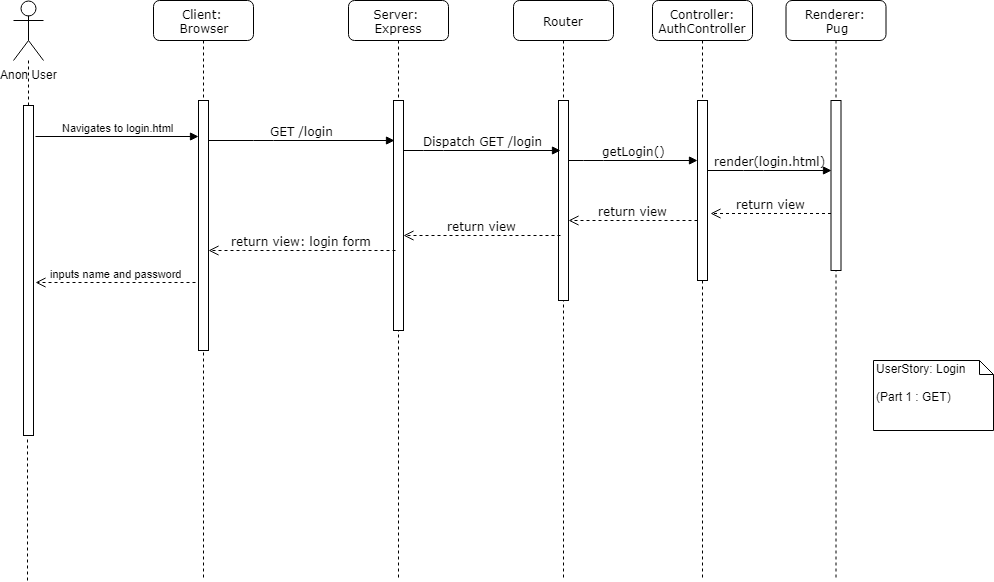 Client:
Browser
Server:
Express
Router
Controller:
AuthController
Renderer:
Pug
Anon User
Navigates to login.html
GET /login
Dispatch GET /login
getLogin()
render(login.html)
return view
return view
return view
return view: login form
inputs name and password
UserStory: Login
(Part 1 : GET)